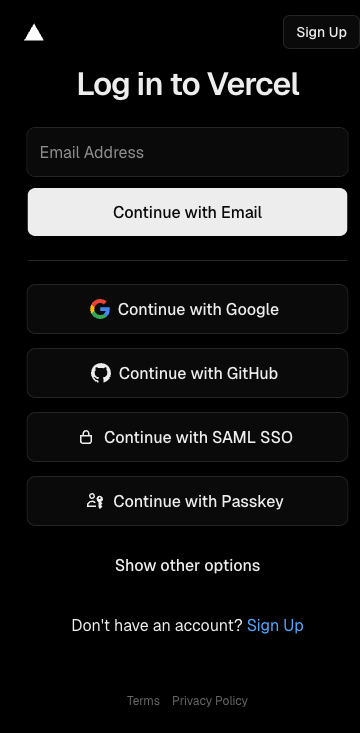 Sign Up
Log in to Vercel
Email Address
Continue with Email
Continue with Google
Continue with GitHub
Continue with SAML SSO
Continue with Passkey
Show other options
Don't have an account? Sign Up
Terms Privacy Policy